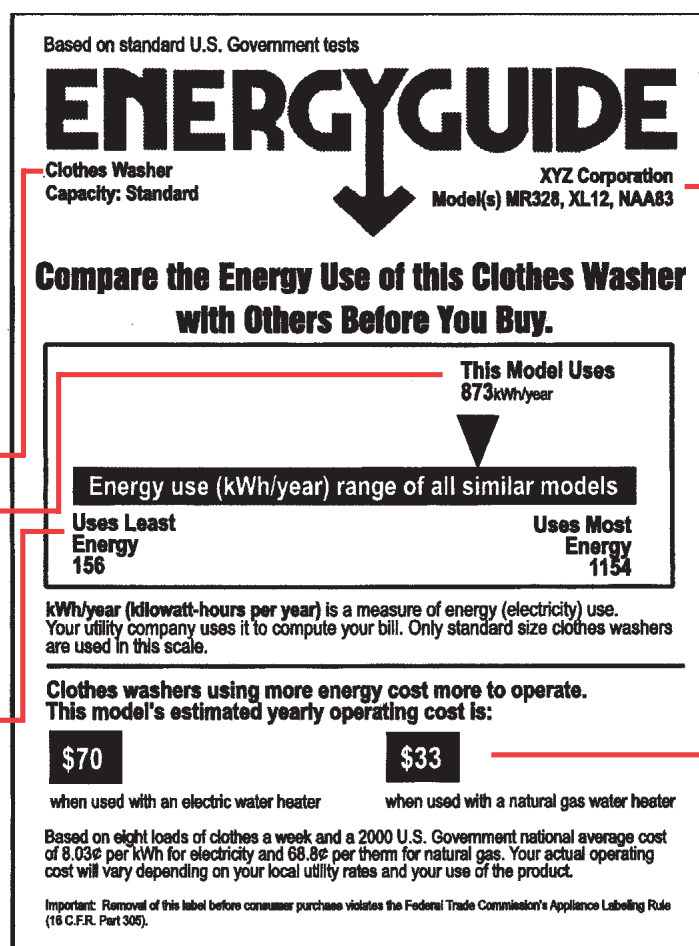 Based on standard U.S. Government tests
ENERGYGUIDE
Clothes Washer
Capacity: Standard
XYZ Corporation
Model(s) MR328, XL12, NAA83
Compare the Energy Use of this Clothes Washer
with Others Before You Buy.
This Model Uses
873kWh/year
Energy use (kWh/year) range of all similar models
Uses Least
Energy
156
Uses Most
Energy
1154
kWh/year (kilowatt-hours per year) is a measure of energy (electricity) use.
Your utility company uses it to compute your bill. Only standard size clothes washers
are used in this scale.
Clothes washers using more energy cost more to operate.
This model's estimated yearly operating cost is:
$70
when used with an electric water heater
$33
when used with a natural gas water heater
Based on eight loads of clothes a week and a 2000 U.S. Government national average cost
of 8.03¢ per kWh for electricity and 68.8¢ per therm for natural gas. Your actual operating
cost will vary depending on your local utility rates and your use of the product.
Important: Removal of this label before consumer purchase violates the Federal Trade Commission's Appliance Labeling Rule
(16 C.F.R. Part 305).